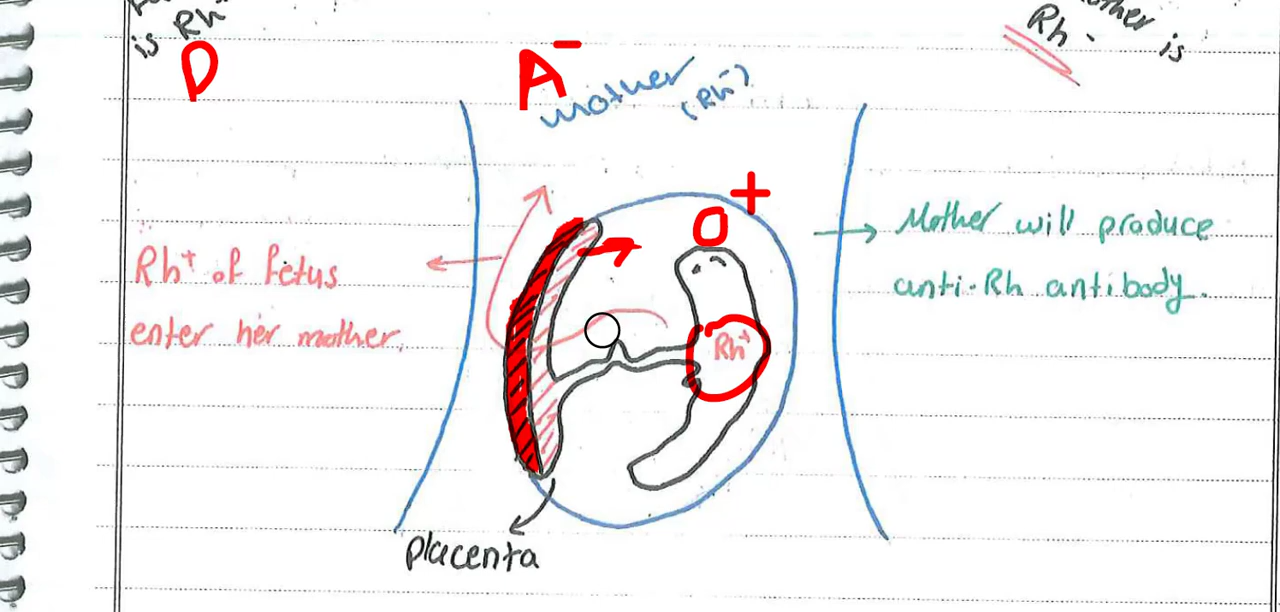 is Rh
mother is
Rh -
D
A-
mother (Rh-)
O+
Rh+ of fetus
enter her mother.
Rh+
Mother will produce
anti-Rh antibody.
placenta